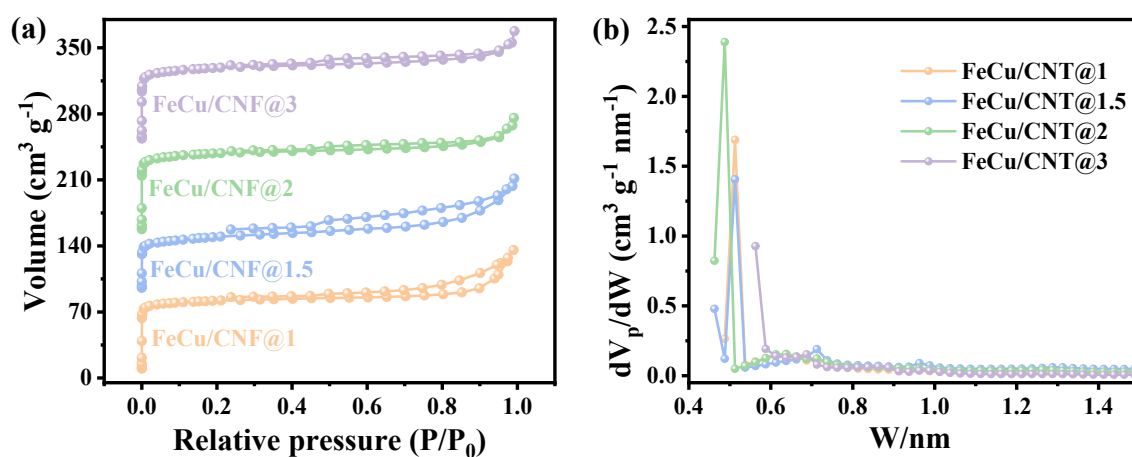 (a)
Volume (cm³ g⁻¹)
350
280
210
140
70
0
FeCu/CNF@3
FeCu/CNF@2
FeCu/CNF@1.5
FeCu/CNF@1
0.0 0.2 0.4 0.6 0.8 1.0
Relative pressure (P/P₀)
(b)
dVₚ/dW (cm³ g⁻¹ nm⁻¹)
2.5
2.0
1.5
1.0
0.5
0.0
FeCu/CNT@1
FeCu/CNT@1.5
FeCu/CNT@2
FeCu/CNT@3
0.4 0.6 0.8 1.0 1.2 1.4
W/nm